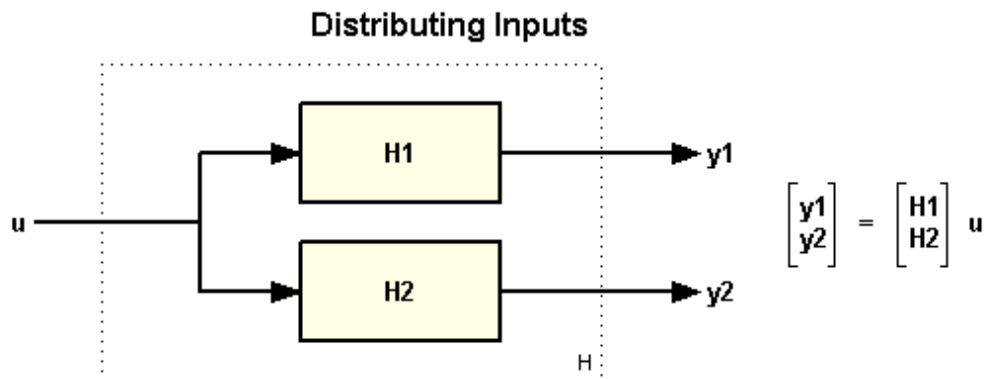 Distributing Inputs
H1
y1
u
y1
y2
=
H1
H2
u
H2
y2
H